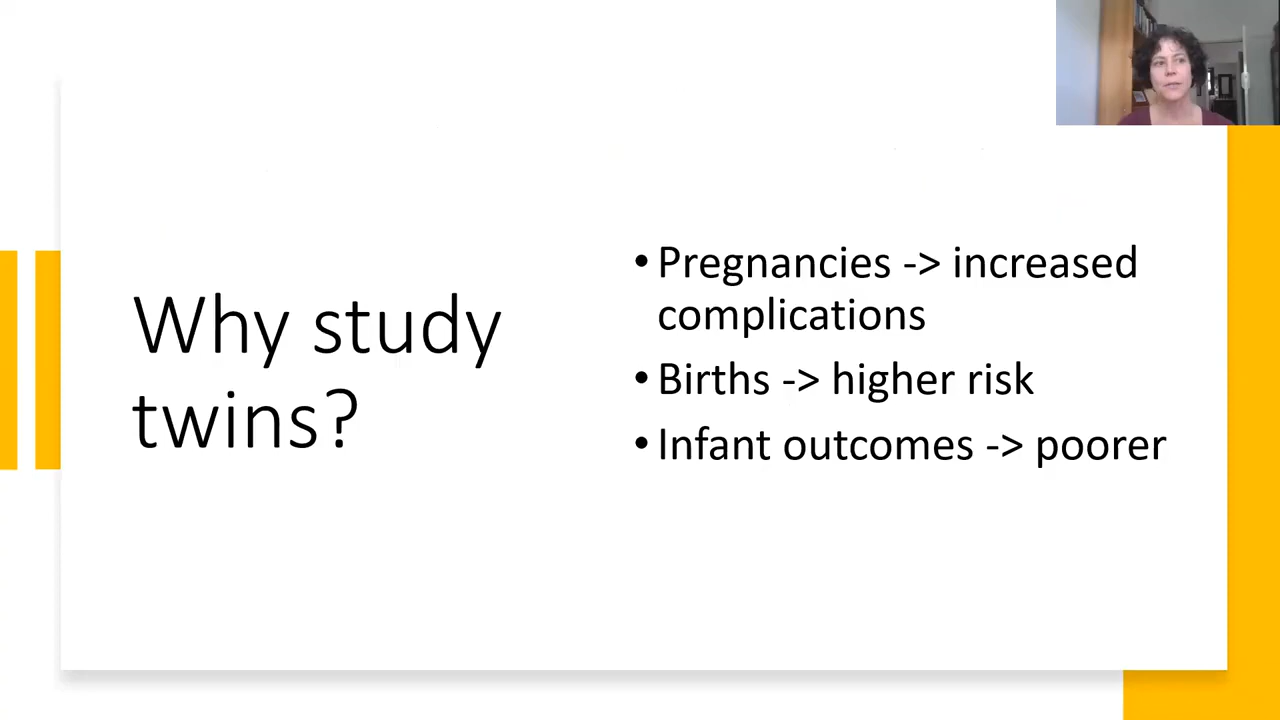 Why study
twins?
• Pregnancies -> increased
complications
• Births -> higher risk
• Infant outcomes -> poorer